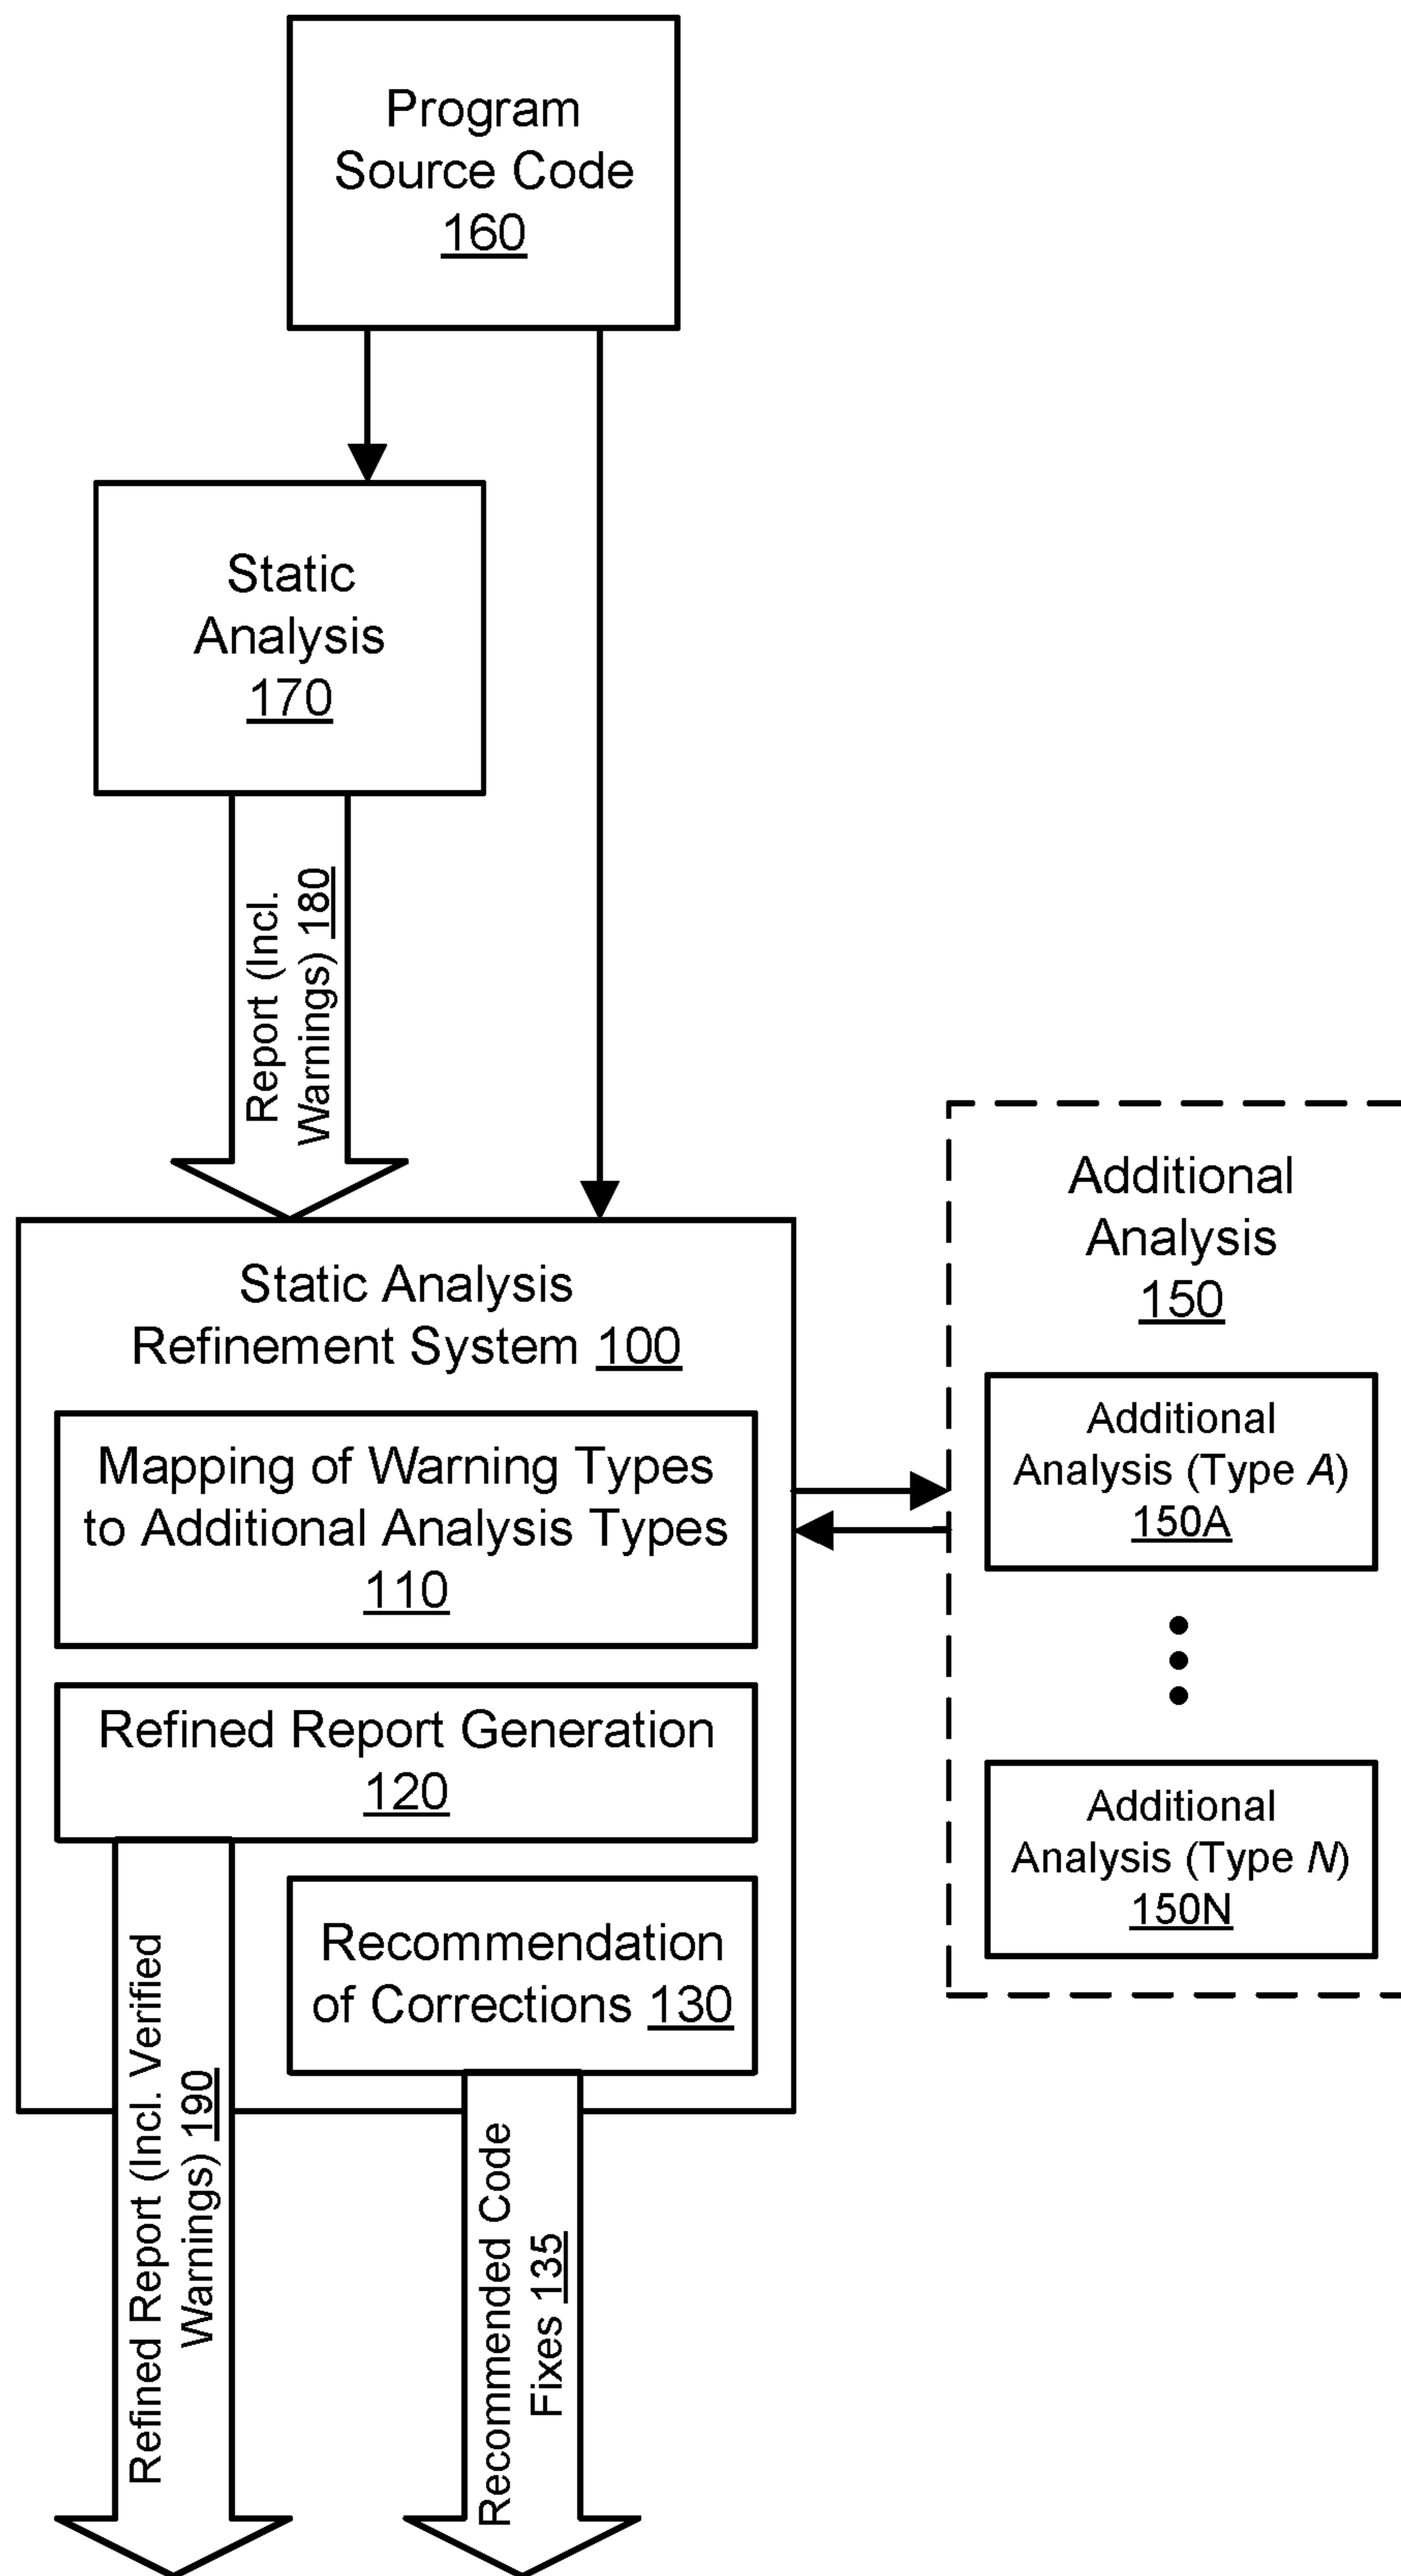 Program
Source Code
160
Static
Analysis
170
Report (Incl.
Warnings) 180
Static Analysis
Refinement System 100
Mapping of Warning Types
to Additional Analysis Types
110
Refined Report Generation
120
Recommendation
of Corrections 130
Additional
Analysis
150
Additional
Analysis (Type A)
150A
Additional
Analysis (Type N)
150N
Refined Report (Incl. Verified
Warnings) 190
Recommended Code
Fixes 135